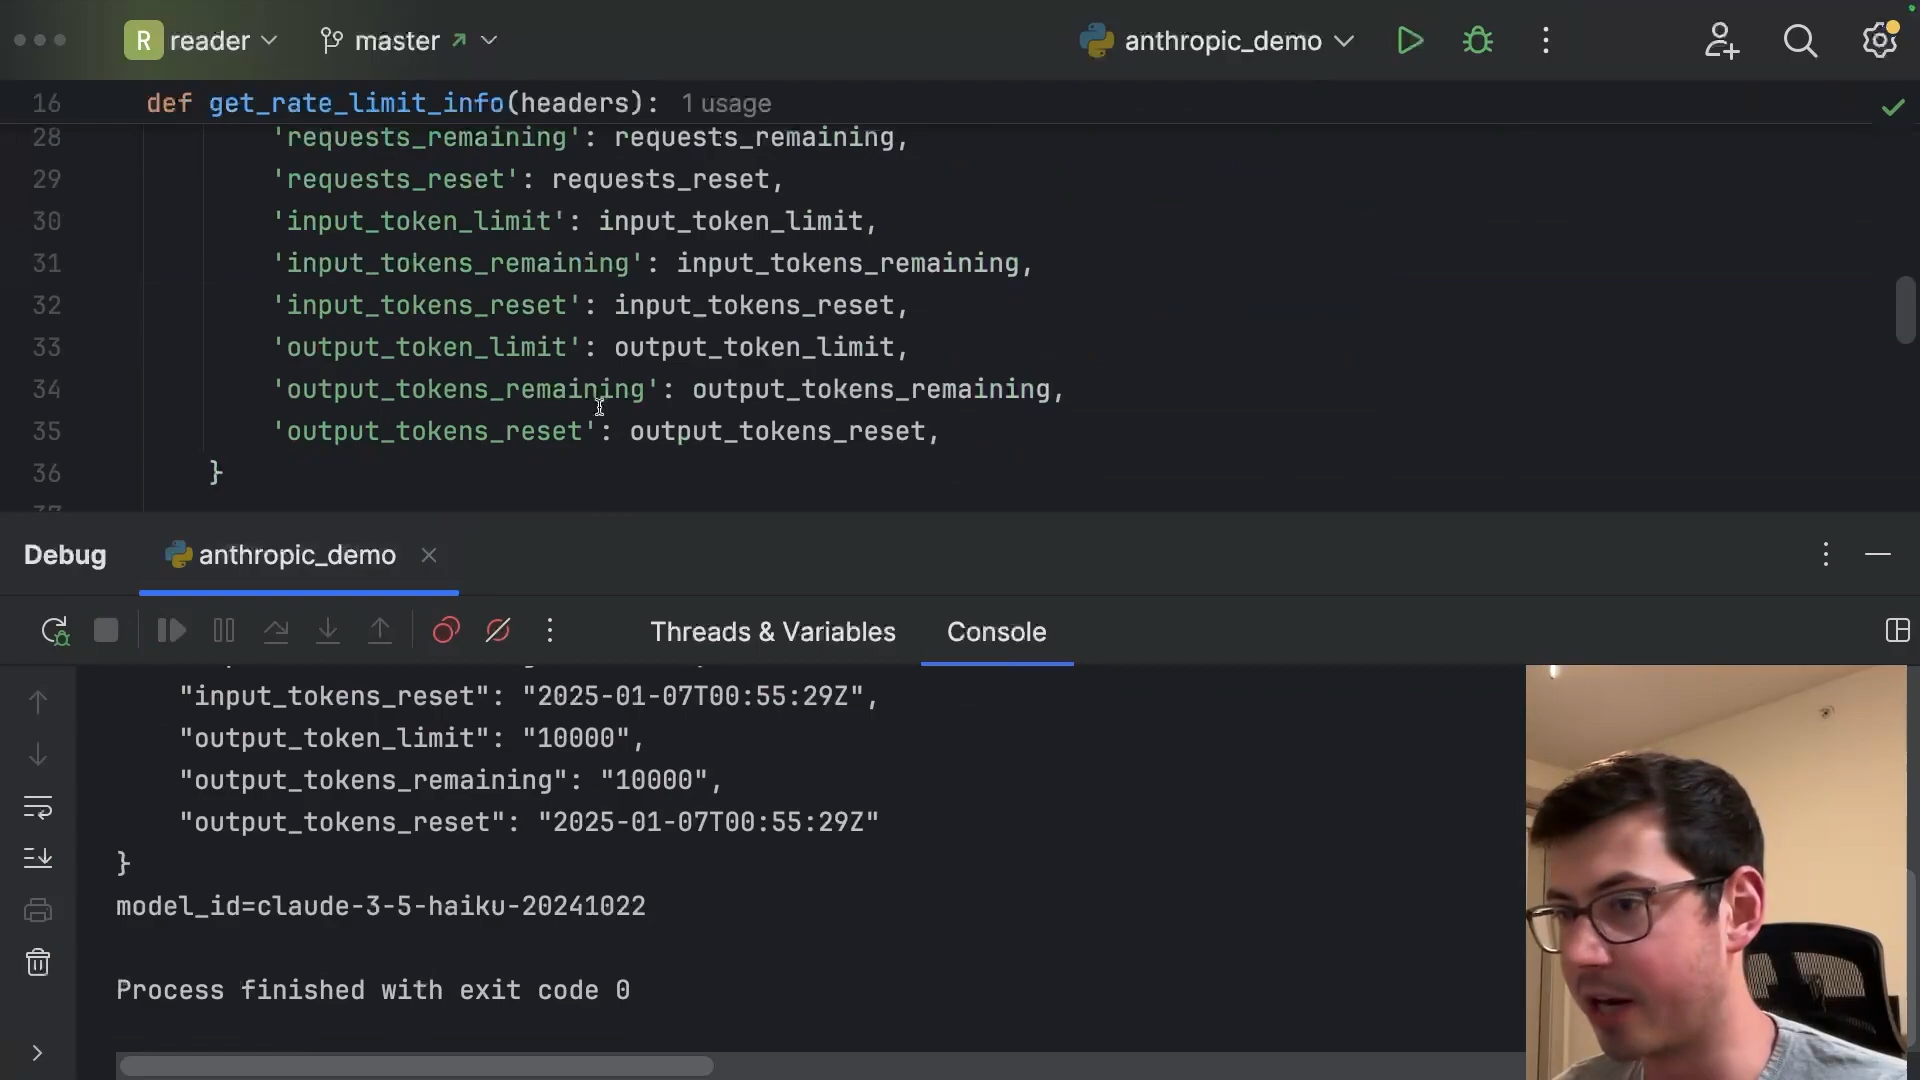 R reader
master
anthropic_demo
16 def get_rate_limit_info(headers): 1 usage
28 'requests_remaining': requests_remaining,
29 'requests_reset': requests_reset,
30 'input_token_limit': input_token_limit,
31 'input_tokens_remaining': input_tokens_remaining,
32 'input_tokens_reset': input_tokens_reset,
33 'output_token_limit': output_token_limit,
34 'output_tokens_remaining': output_tokens_remaining,
35 'output_tokens_reset': output_tokens_reset,
36 }
Debug
anthropic_demo
Threads & Variables
Console
"input_tokens_reset": "2025-01-07T00:55:29Z",
"output_token_limit": "10000",
"output_tokens_remaining": "10000",
"output_tokens_reset": "2025-01-07T00:55:29Z"
}
model_id=claude-3-5-haiku-20241022
Process finished with exit code 0